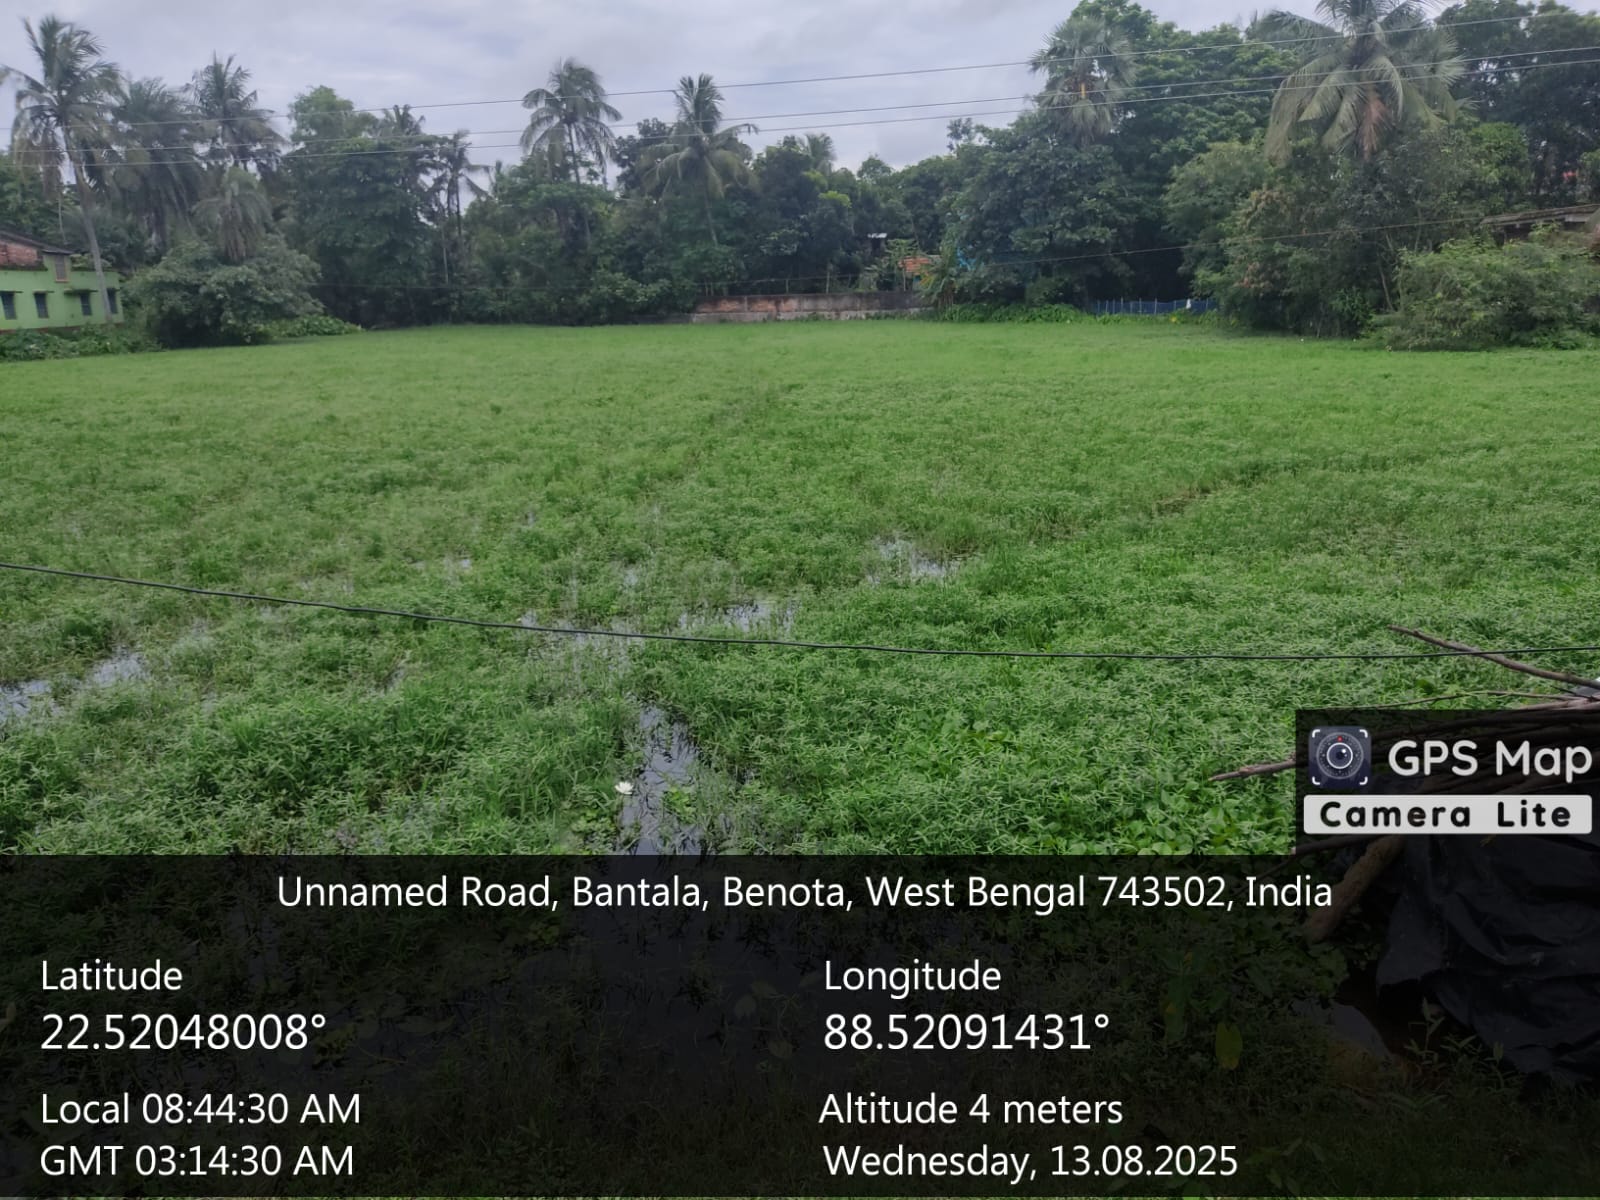 GPS Map
Camera Lite
Unnamed Road, Bantala, Benota, West Bengal 743502, India
Latitude
22.52048008°
Longitude
88.52091431°
Local 08:44:30 AM
GMT 03:14:30 AM
Altitude 4 meters
Wednesday, 13.08.2025